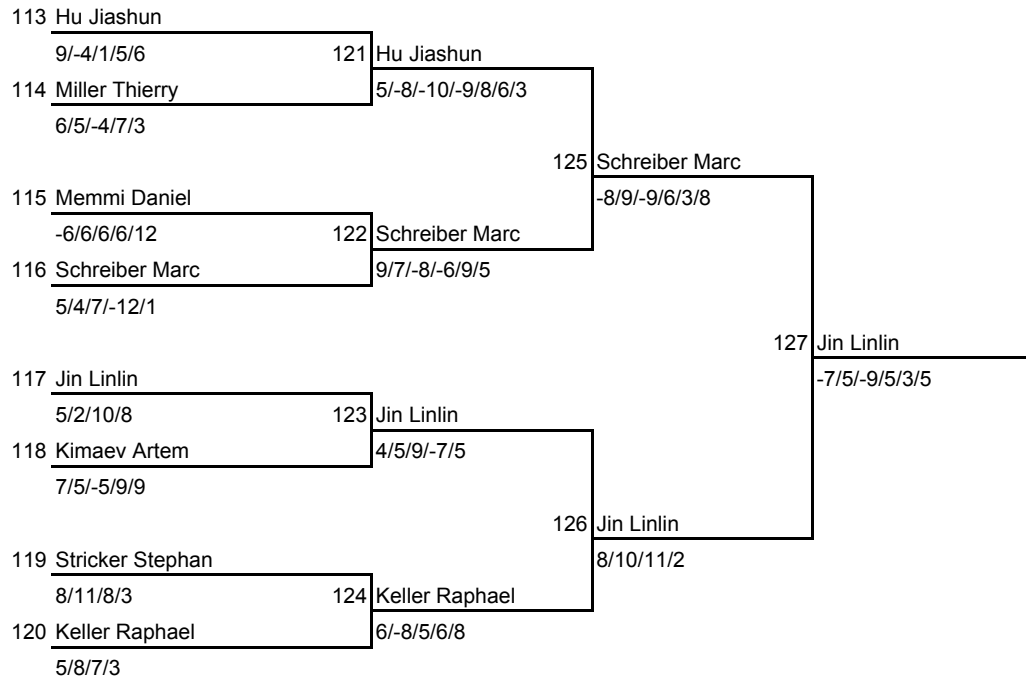 113 Hu Jiashun
9/-4/1/5/6
121 Hu Jiashun
114 Miller Thierry
5/-8/-10/-9/8/6/3
6/5/-4/7/3
125 Schreiber Marc
115 Memmi Daniel
-8/9/-9/6/3/8
-6/6/6/6/12
122 Schreiber Marc
116 Schreiber Marc
9/7/-8/-6/9/5
5/4/7/-12/1
127 Jin Linlin
117 Jin Linlin
-7/5/-9/5/3/5
5/2/10/8
123 Jin Linlin
118 Kimaev Artem
4/5/9/-7/5
7/5/-5/9/9
126 Jin Linlin
119 Stricker Stephan
8/10/11/2
8/11/8/3
124 Keller Raphael
120 Keller Raphael
6/-8/5/6/8
5/8/7/3